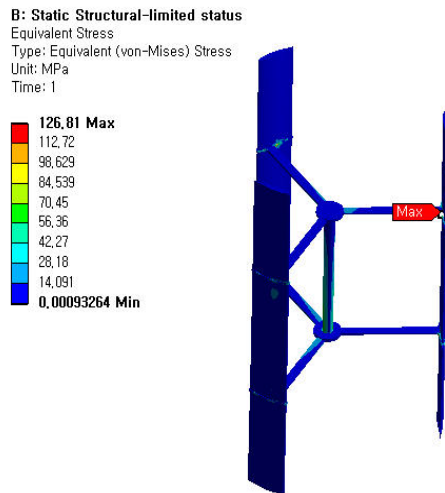 B: Static Structural-limited status
Equivalent Stress
Type: Equivalent (von-Mises) Stress
Unit: MPa
Time: 1
126,81 Max
112,72
98,629
84,539
70,45
56,36
42,27
28,18
14,091
0,00093264 Min
Max